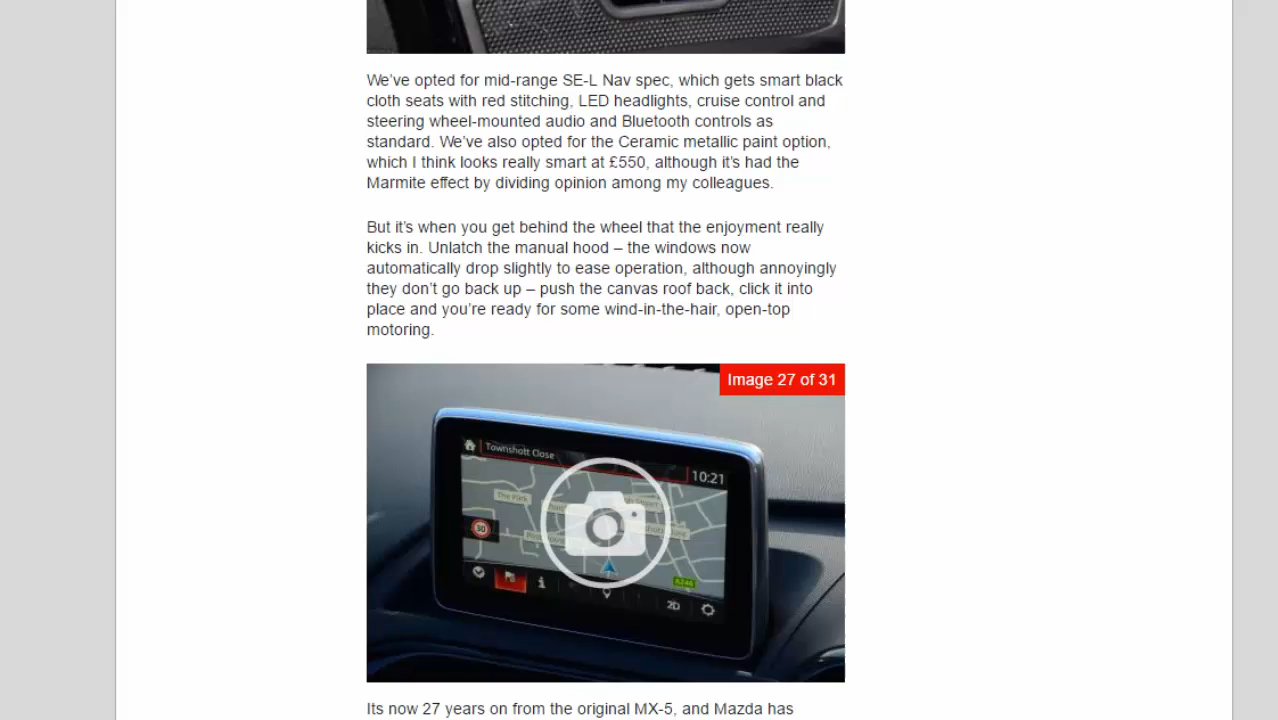 We've opted for mid-range SE-L Nav spec, which gets smart black
cloth seats with red stitching, LED headlights, cruise control and
steering wheel-mounted audio and Bluetooth controls as
standard. We've also opted for the Ceramic metallic paint option,
which I think looks really smart at £550, although it's had the
Marmite effect by dividing opinion among my colleagues.
But it's when you get behind the wheel that the enjoyment really
kicks in. Unlatch the manual hood – the windows now
automatically drop slightly to ease operation, although annoyingly
they don't go back up – push the canvas roof back, click it into
place and you're ready for some wind-in-the-hair, open-top
motoring.
Image 27 of 31
Townshott Close
10:21
The Park
Street
30
A246
2D
Its now 27 years on from the original MX-5, and Mazda has